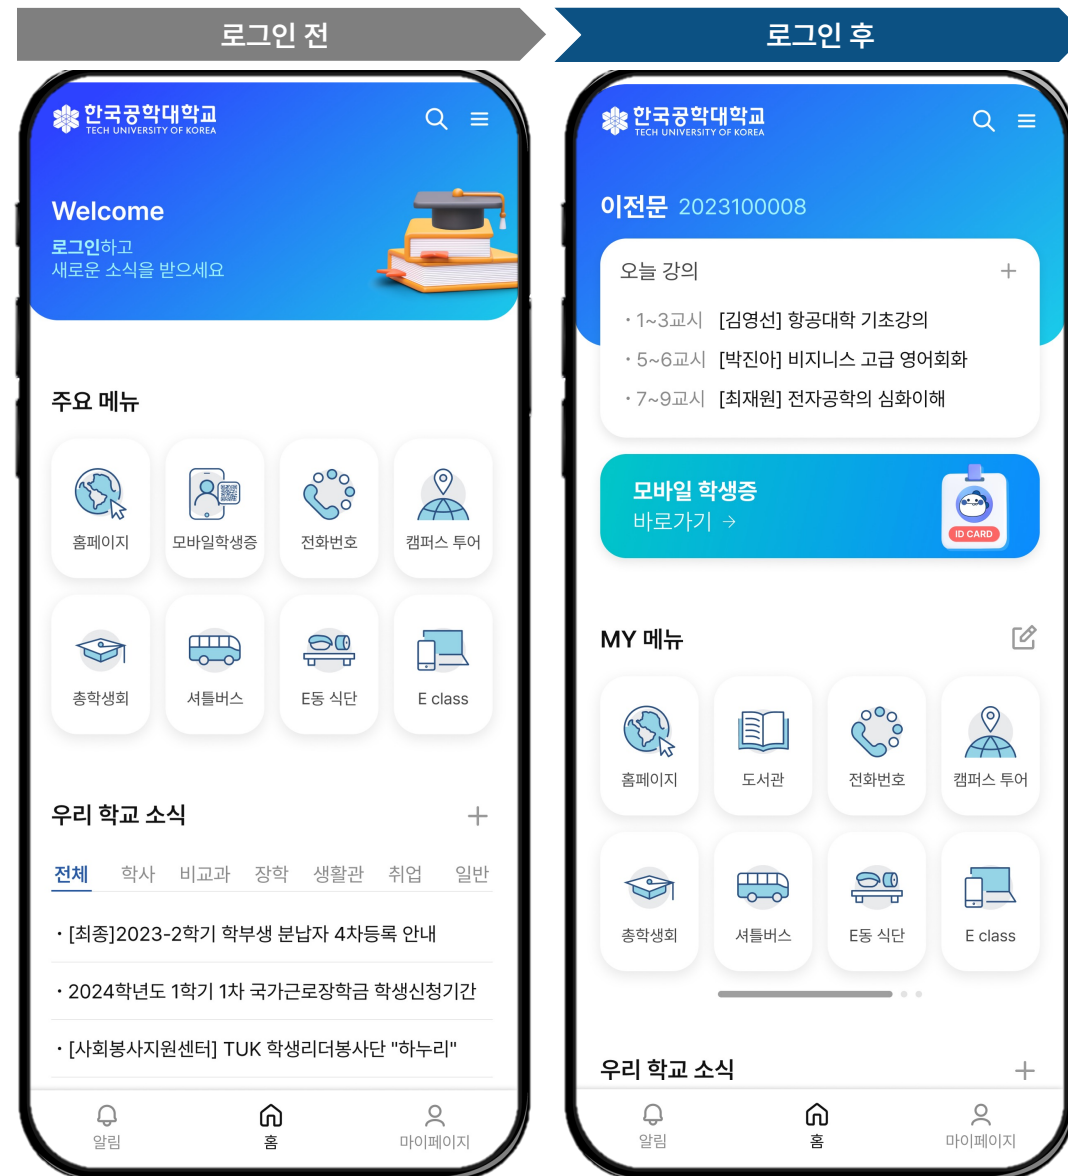 로그인 전
한국공학대학교
TECH UNIVERSITY OF KOREA
Welcome
로그인하고
새로운 소식을 받으세요
주요 메뉴
홈페이지
모바일학생증
전화번호
캠퍼스 투어
총학생회
셔틀버스
E동 식단
E class
우리 학교 소식
전체 학사 비교과 장학 생활관 취업 일반
· [최종]2023-2학기 학부생 분납자 4차등록 안내
· 2024학년도 1학기 1차 국가근로장학금 학생신청기간
· [사회봉사지원센터] TUK 학생리더봉사단 "하누리"
알림
홈
마이페이지
로그인 후
한국공학대학교
TECH UNIVERSITY OF KOREA
이전문 2023100008
오늘 강의
· 1~3교시 [김영선] 항공대학 기초강의
· 5~6교시 [박진아] 비지니스 고급 영어회화
· 7~9교시 [최재원] 전자공학의 심화이해
모바일 학생증
바로가기 →
ID CARD
MY 메뉴
홈페이지
도서관
전화번호
캠퍼스 투어
총학생회
셔틀버스
E동 식단
E class
우리 학교 소식
알림
홈
마이페이지